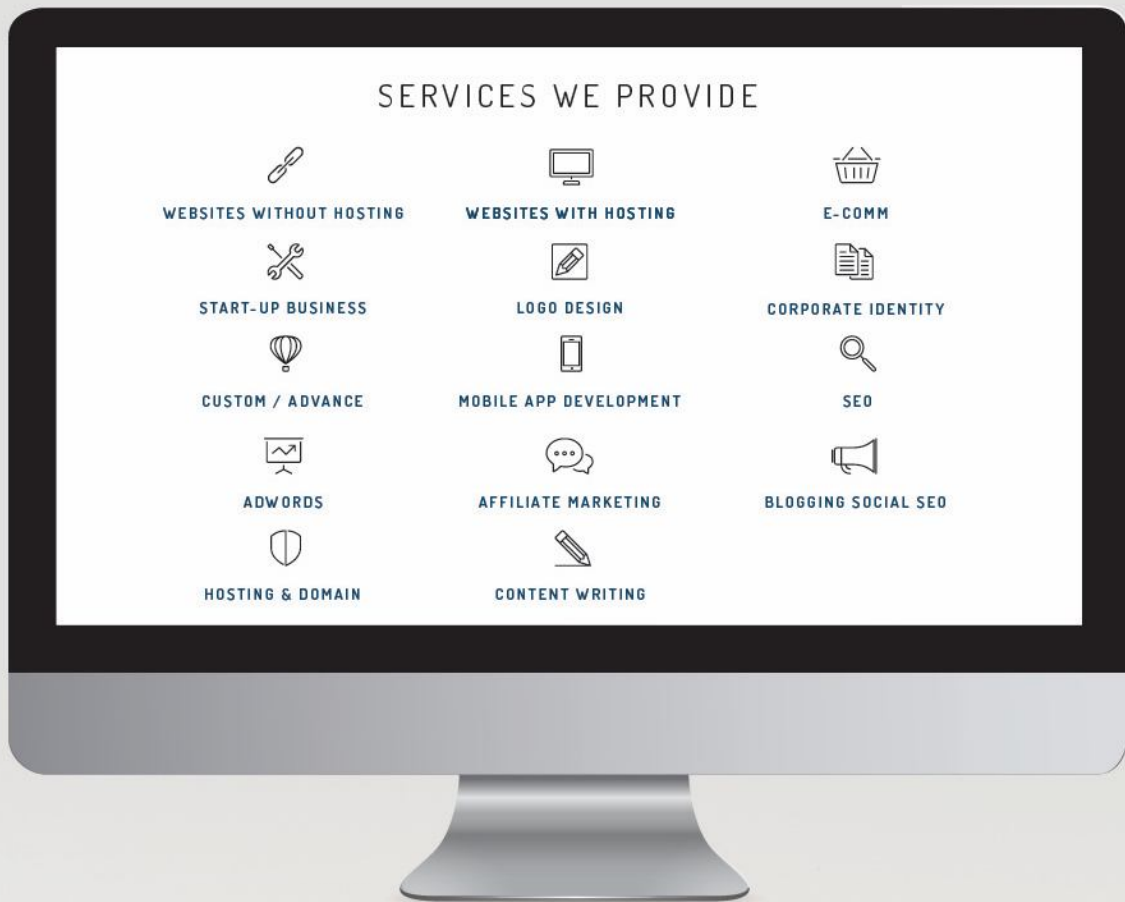 SERVICES WE PROVIDE
WEBSITES WITHOUT HOSTING
WEBSITES WITH HOSTING
E-COMM
START-UP BUSINESS
LOGO DESIGN
CORPORATE IDENTITY
CUSTOM / ADVANCE
MOBILE APP DEVELOPMENT
SEO
ADWORDS
AFFILIATE MARKETING
BLOGGING SOCIAL SEO
HOSTING & DOMAIN
CONTENT WRITING